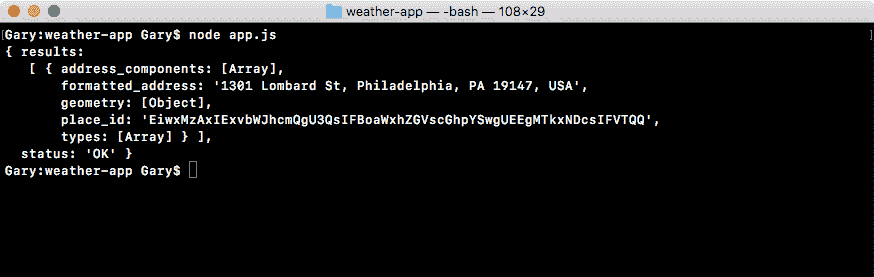 weather-app — -bash — 108×29
Gary:weather-app Gary$ node app.js
{ results:
   [ { address_components: [Array],
       formatted_address: '1301 Lombard St, Philadelphia, PA 19147, USA',
       geometry: [Object],
       place_id: 'EiwxMzAxIExvbWJhcmQgU3QsIFBoaWxhZGVscGhpYSwgUEEgMTkxNDcsIFVTQQ',
       types: [Array] } ],
  status: 'OK' }
Gary:weather-app Gary$